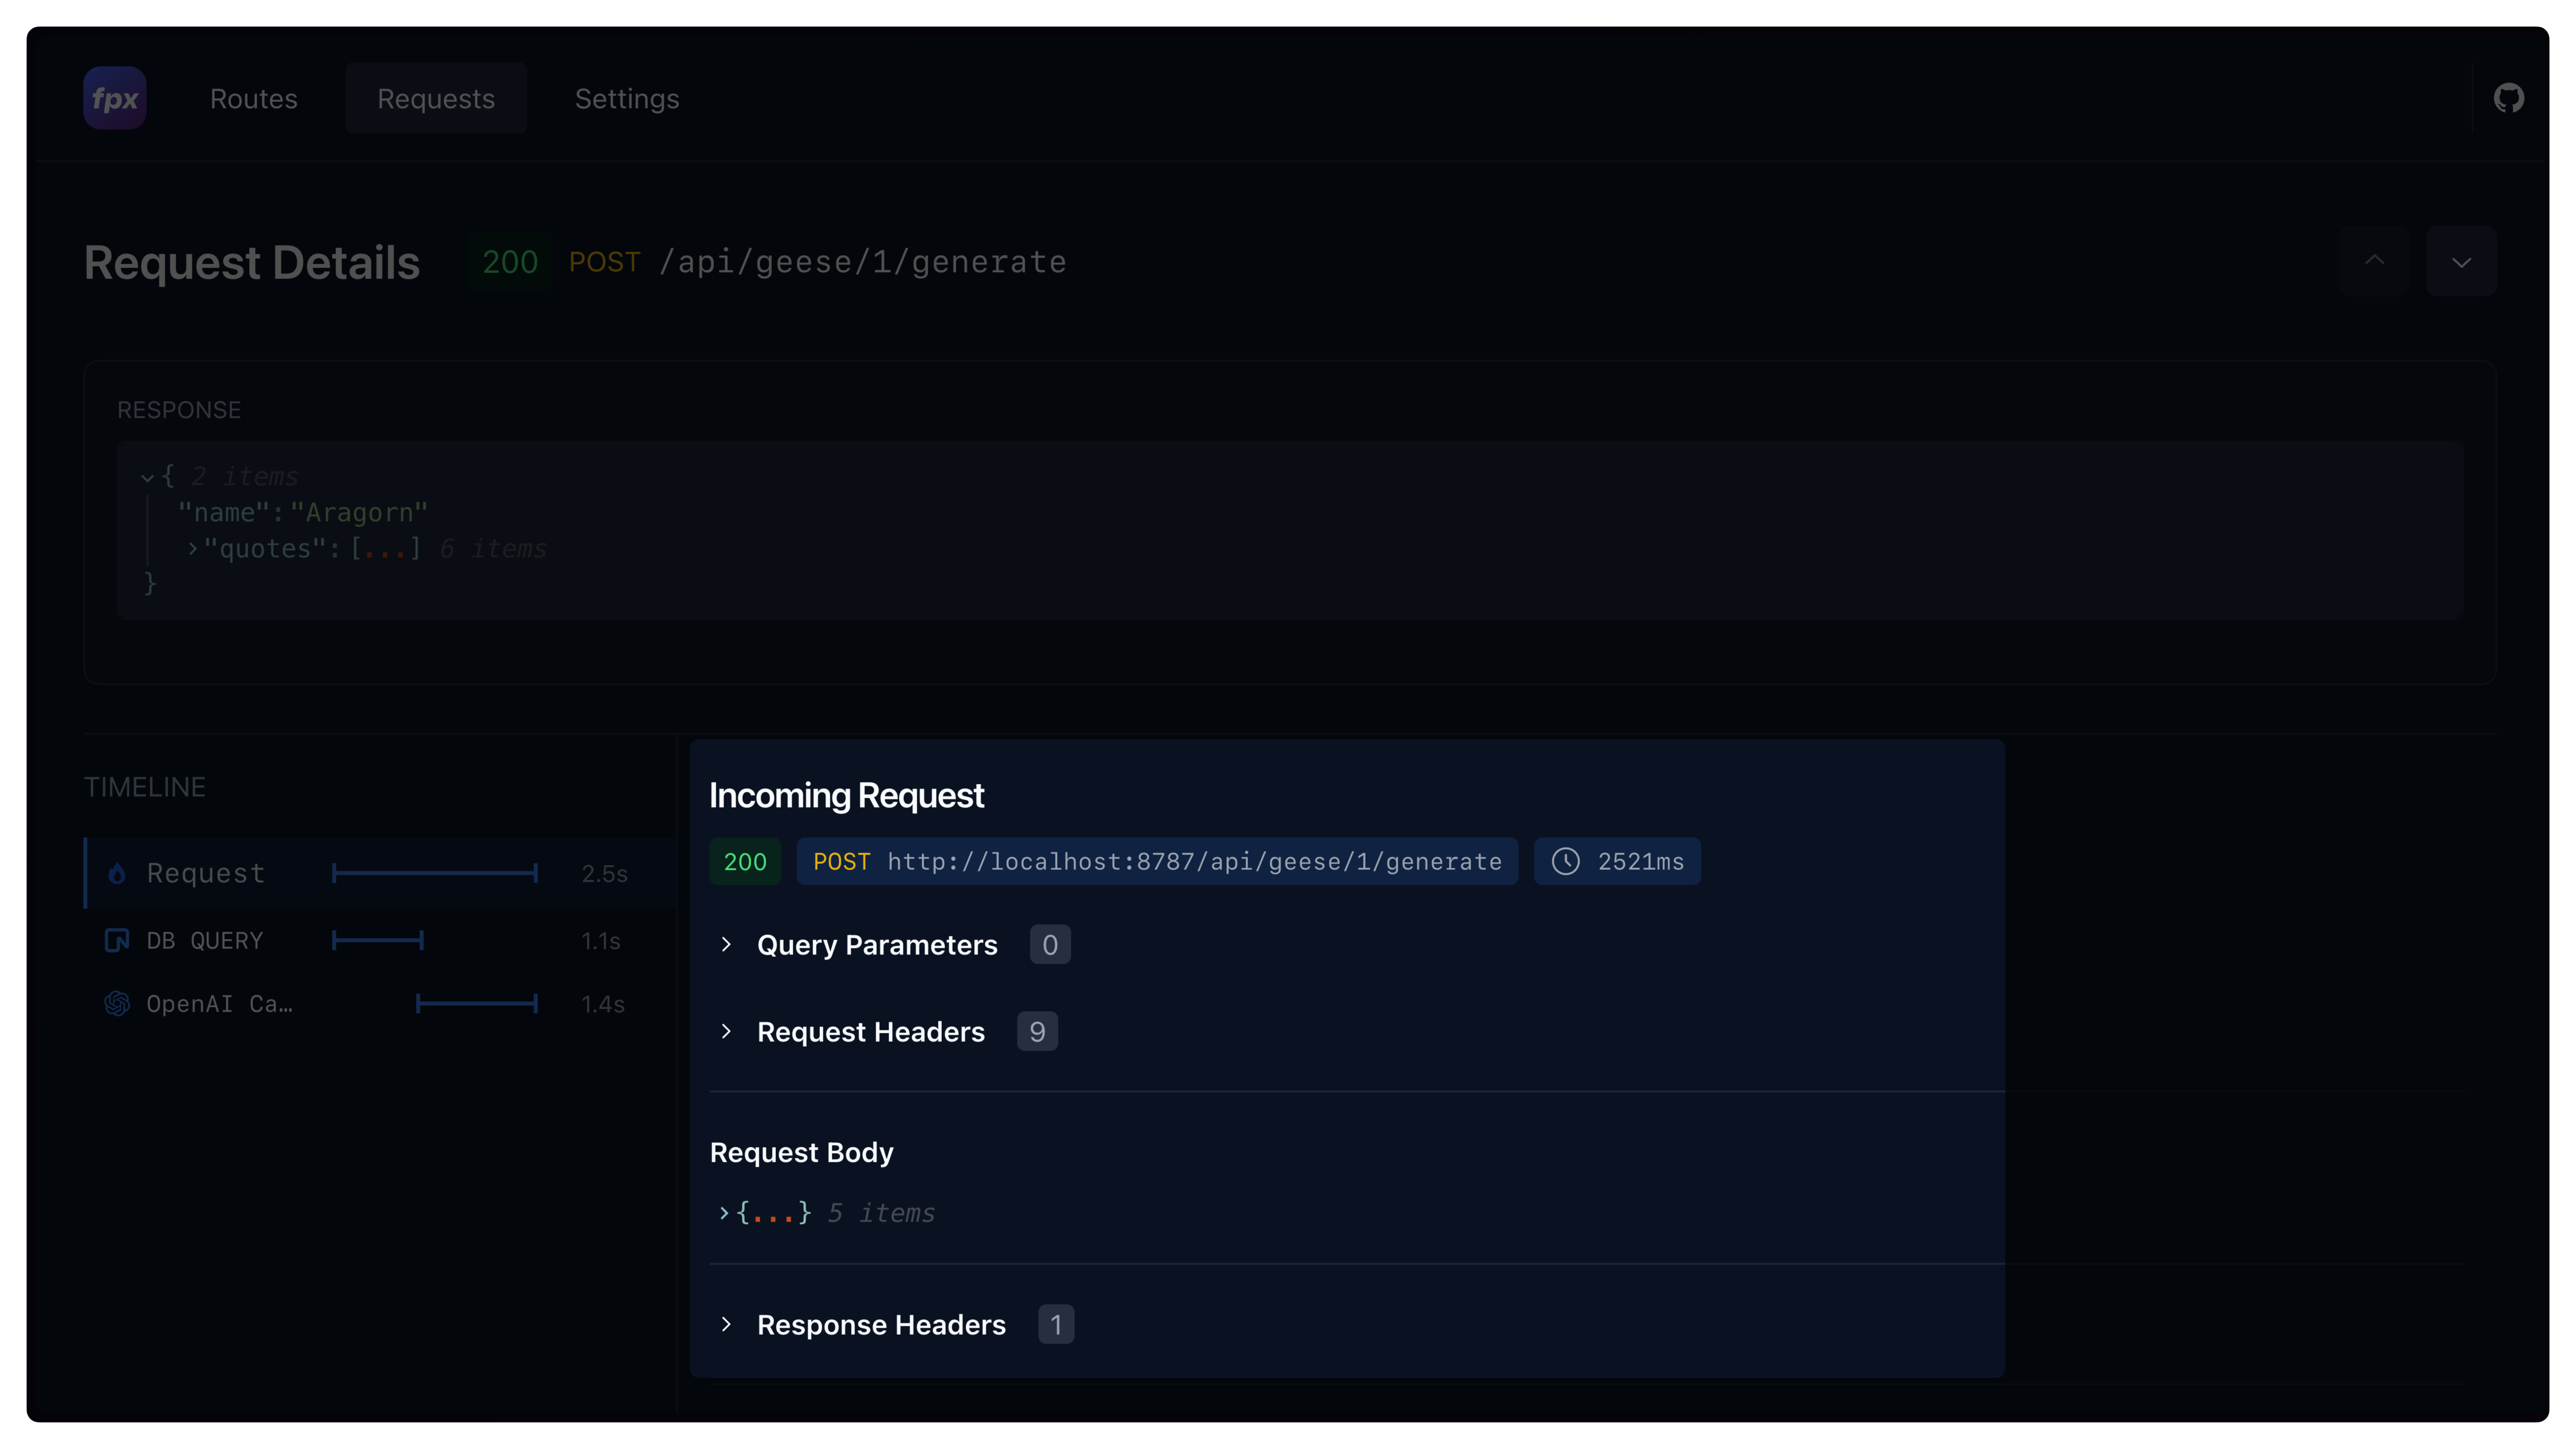 fpx Routes Requests Settings
Request Details 200 POST /api/geese/1/generate
RESPONSE
{ 2 items
"name":"Aragorn"
"quotes":[...] 6 items
}
TIMELINE
Request 2.5s
DB QUERY 1.1s
OpenAI Ca… 1.4s
Incoming Request
200 POST http://localhost:8787/api/geese/1/generate 2521ms
Query Parameters 0
Request Headers 9
Request Body
{...} 5 items
Response Headers 1